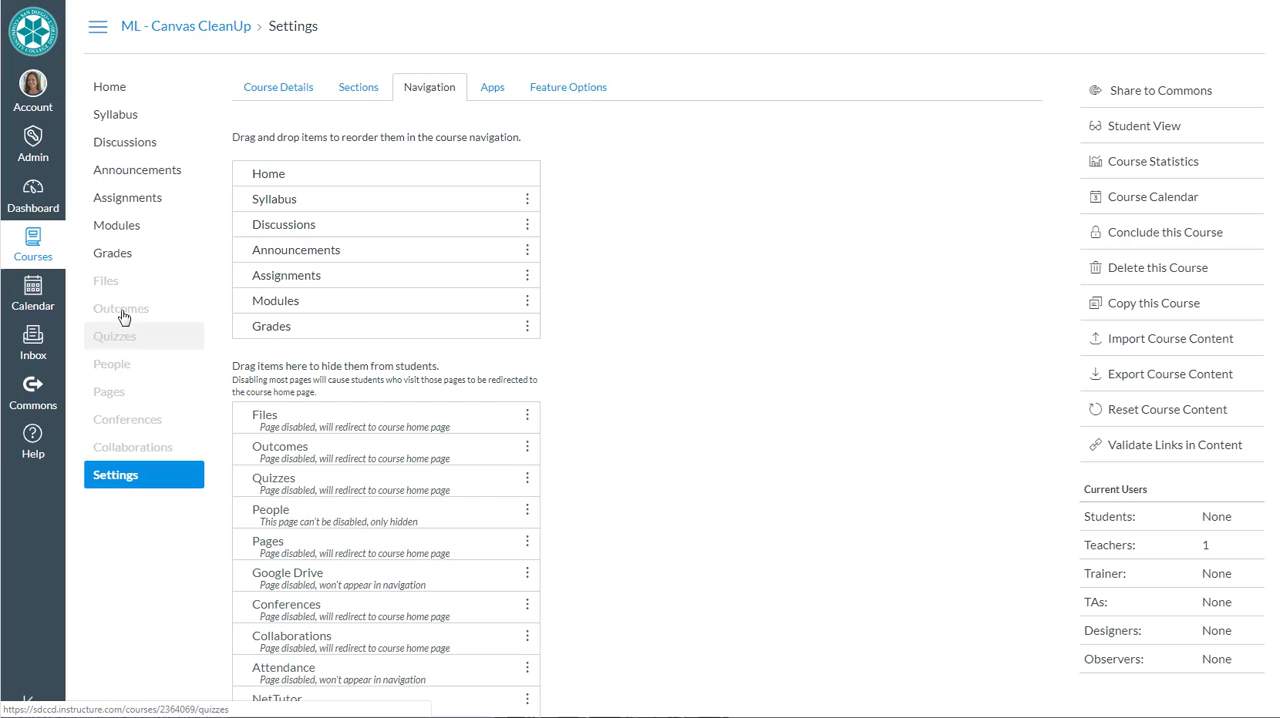 ML - Canvas CleanUp › Settings
Account
Admin
Dashboard
Courses
Calendar
Inbox
Commons
Help
Home
Syllabus
Discussions
Announcements
Assignments
Modules
Grades
Files
Outcomes
Quizzes
People
Pages
Conferences
Collaborations
Settings
Course Details
Sections
Navigation
Apps
Feature Options
Drag and drop items to reorder them in the course navigation.
Home
Syllabus
Discussions
Announcements
Assignments
Modules
Grades
Drag items here to hide them from students.
Disabling most pages will cause students who visit those pages to be redirected to
the course home page.
Files
Page disabled, will redirect to course home page
Outcomes
Page disabled, will redirect to course home page
Quizzes
Page disabled, will redirect to course home page
People
This page can't be disabled, only hidden
Pages
Page disabled, will redirect to course home page
Google Drive
Page disabled, won't appear in navigation
Conferences
Page disabled, will redirect to course home page
Collaborations
Page disabled, will redirect to course home page
Attendance
Page disabled, won't appear in navigation
NetTutor
Share to Commons
Student View
Course Statistics
Course Calendar
Conclude this Course
Delete this Course
Copy this Course
Import Course Content
Export Course Content
Reset Course Content
Validate Links in Content
Current Users
Students: None
Teachers: 1
Trainer: None
TAs: None
Designers: None
Observers: None
https://sdccd.instructure.com/courses/2364069/quizzes